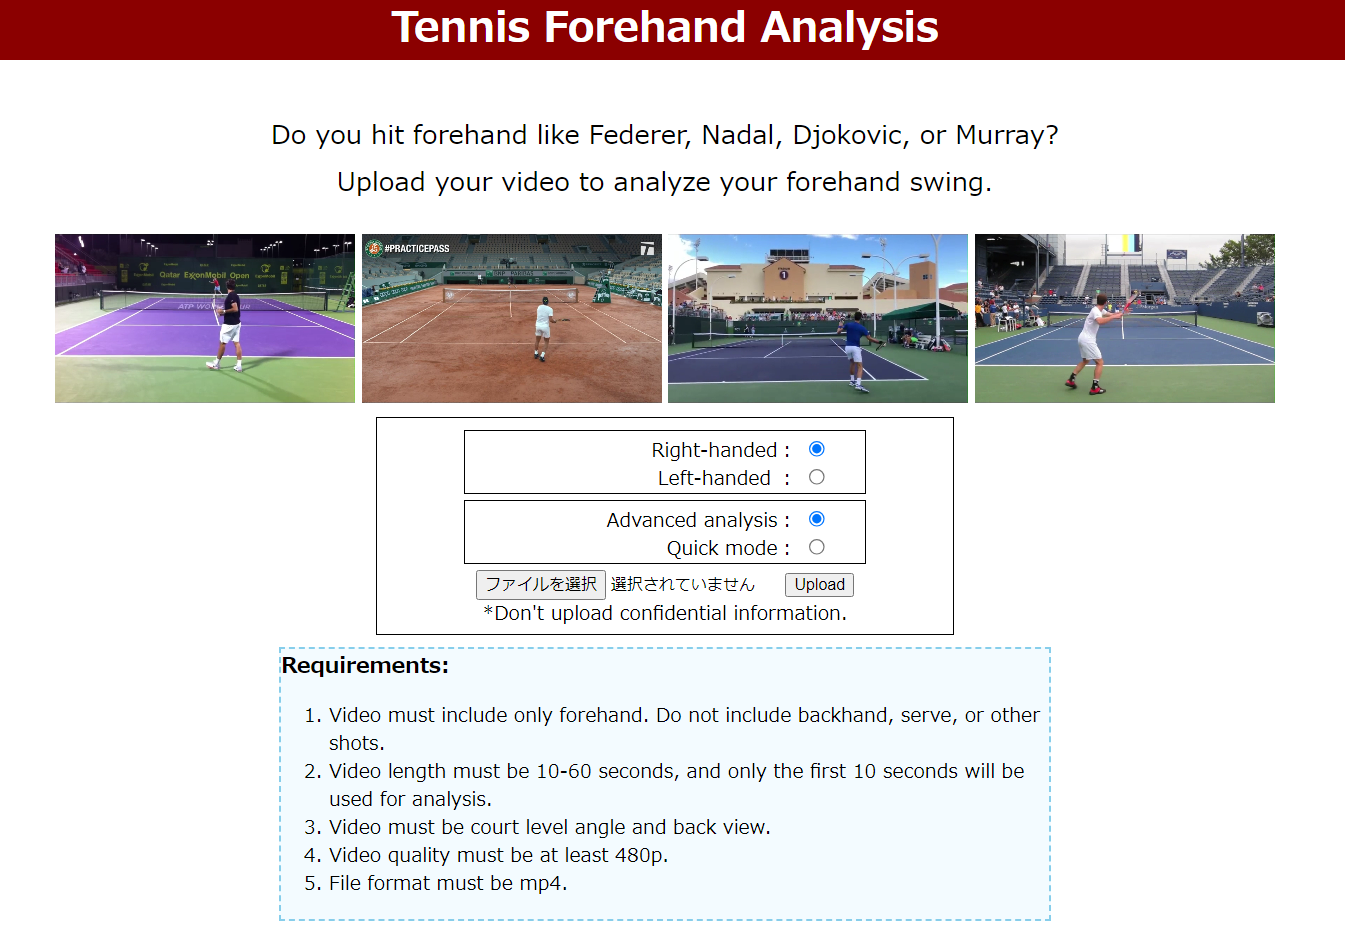 Tennis Forehand Analysis
Do you hit forehand like Federer, Nadal, Djokovic, or Murray?
Upload your video to analyze your forehand swing.
Qatar ExxonMobil Open
ATP WORLD TOUR
#PRACTICEPASS
1
Right-handed :
Left-handed :
Advanced analysis :
Quick mode :
ファイルを選択 選択されていません Upload
*Don't upload confidential information.
Requirements:
1. Video must include only forehand. Do not include backhand, serve, or other
shots.
2. Video length must be 10-60 seconds, and only the first 10 seconds will be
used for analysis.
3. Video must be court level angle and back view.
4. Video quality must be at least 480p.
5. File format must be mp4.